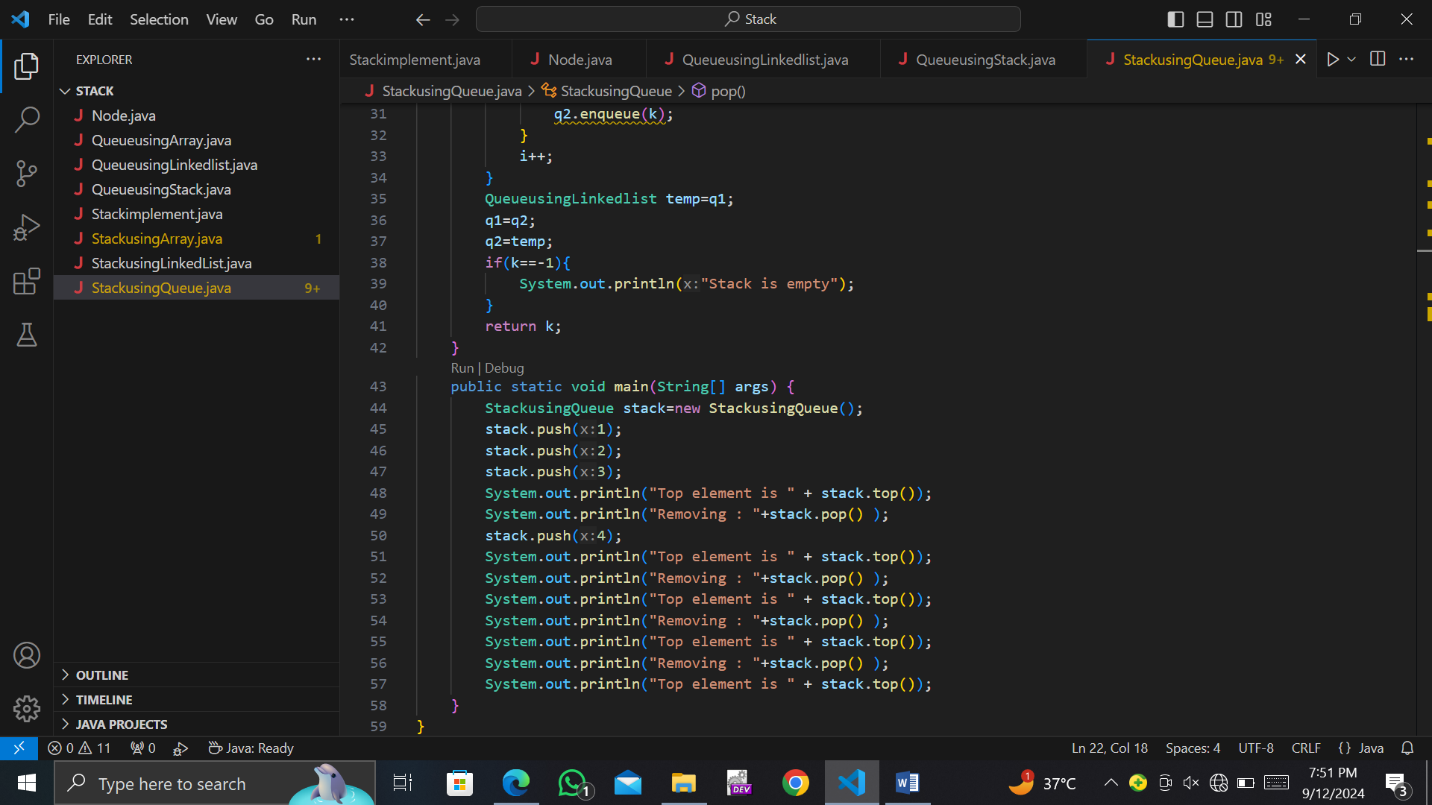 File Edit Selection View Go Run ··· Stack
EXPLORER ···
STACK
Node.java
QueueusingArray.java
QueueusingLinkedlist.java
QueueusingStack.java
Stackimplement.java
StackusingArray.java 1
StackusingLinkedList.java
StackusingQueue.java 9+
OUTLINE
TIMELINE
JAVA PROJECTS
Stackimplement.java Node.java QueueusingLinkedlist.java QueueusingStack.java StackusingQueue.java 9+
StackusingQueue.java > StackusingQueue > pop()
31 q2.enqueue(k);
32 }
33 i++;
34 }
35 QueueusingLinkedlist temp=q1;
36 q1=q2;
37 q2=temp;
38 if(k==-1){
39 System.out.println(x:"Stack is empty");
40 }
41 return k;
42 }
Run | Debug
43 public static void main(String[] args) {
44 StackusingQueue stack=new StackusingQueue();
45 stack.push(x:1);
46 stack.push(x:2);
47 stack.push(x:3);
48 System.out.println("Top element is " + stack.top());
49 System.out.println("Removing : "+stack.pop() );
50 stack.push(x:4);
51 System.out.println("Top element is " + stack.top());
52 System.out.println("Removing : "+stack.pop() );
53 System.out.println("Top element is " + stack.top());
54 System.out.println("Removing : "+stack.pop() );
55 System.out.println("Top element is " + stack.top());
56 System.out.println("Removing : "+stack.pop() );
57 System.out.println("Top element is " + stack.top());
58 }
59 }
0 11 0 Java: Ready Ln 22, Col 18 Spaces: 4 UTF-8 CRLF {} Java
Type here to search 1 DEV 1 37°C 7:51 PM
9/12/2024 3